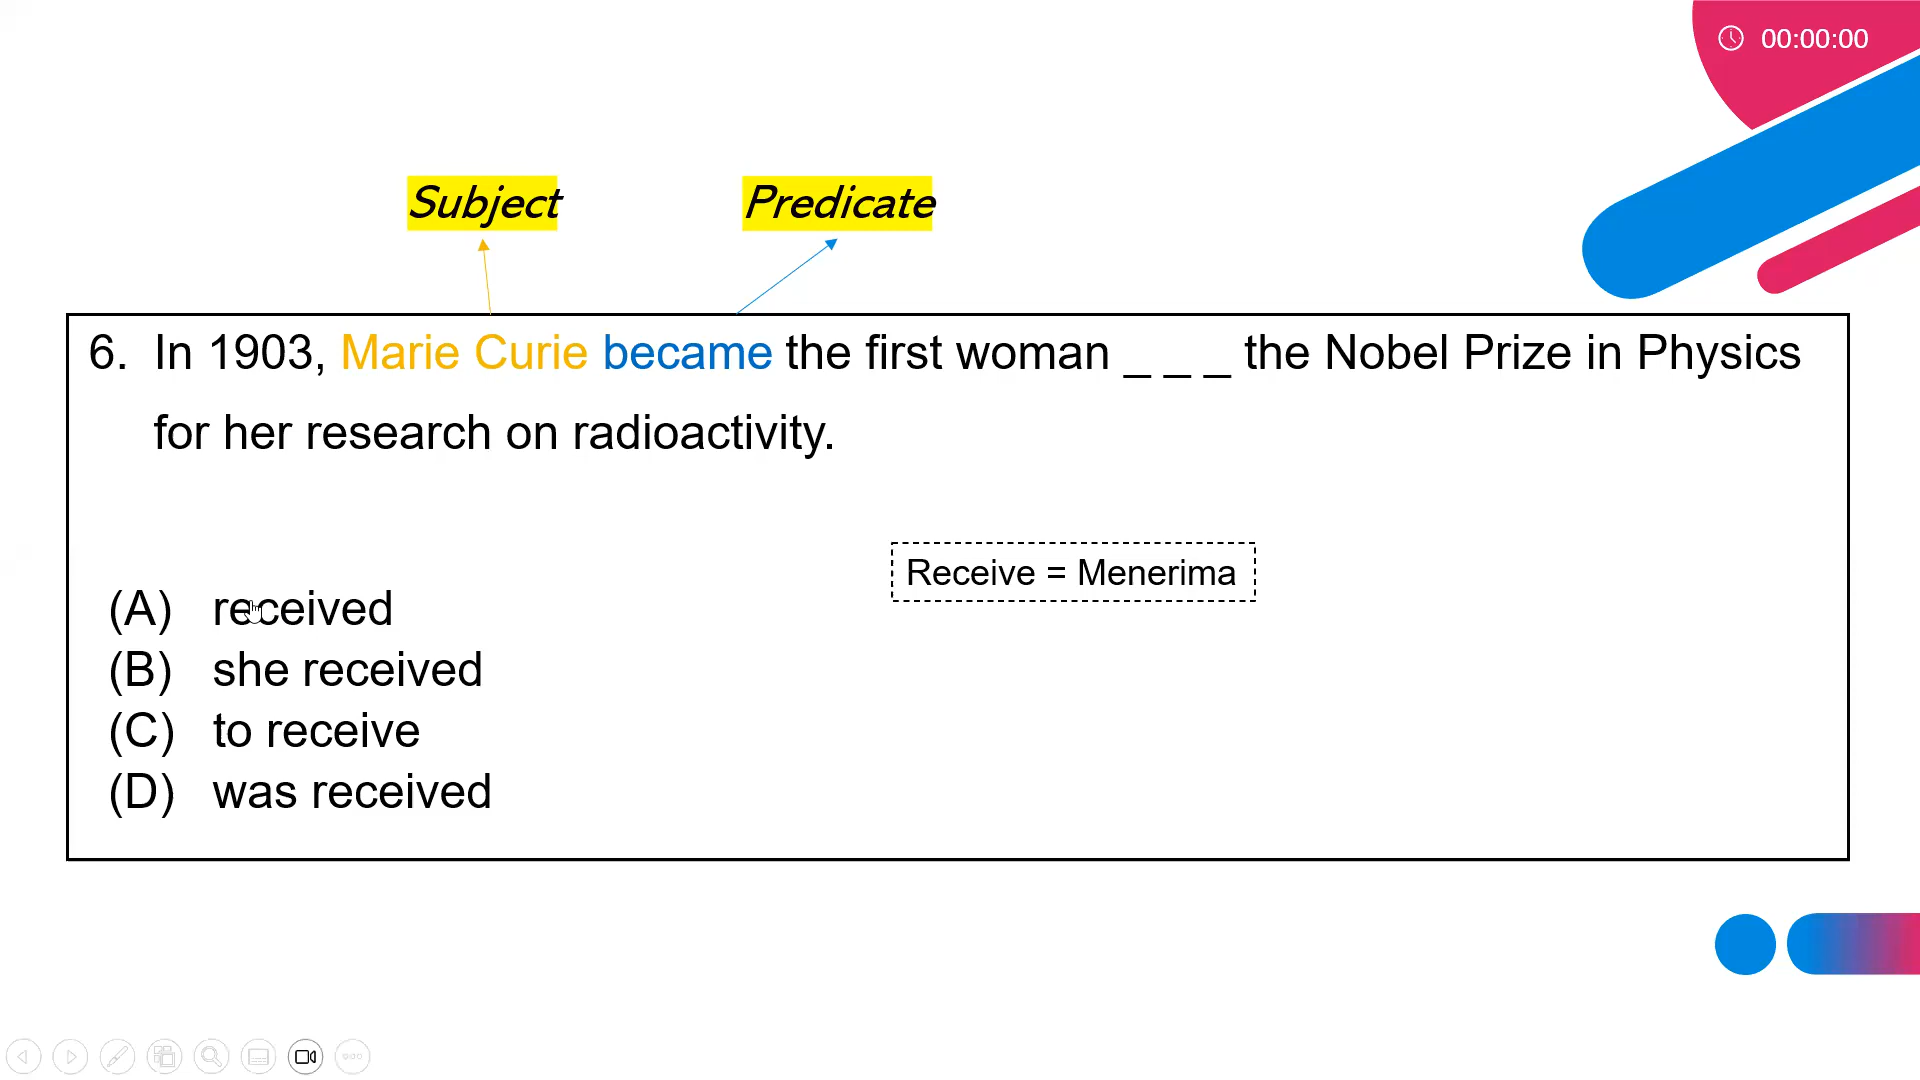 00:00:00
Subject Predicate
6. In 1903, Marie Curie became the first woman _ _ _ the Nobel Prize in Physics
for her research on radioactivity.
Receive = Menerima
(A) received
(B) she received
(C) to receive
(D) was received